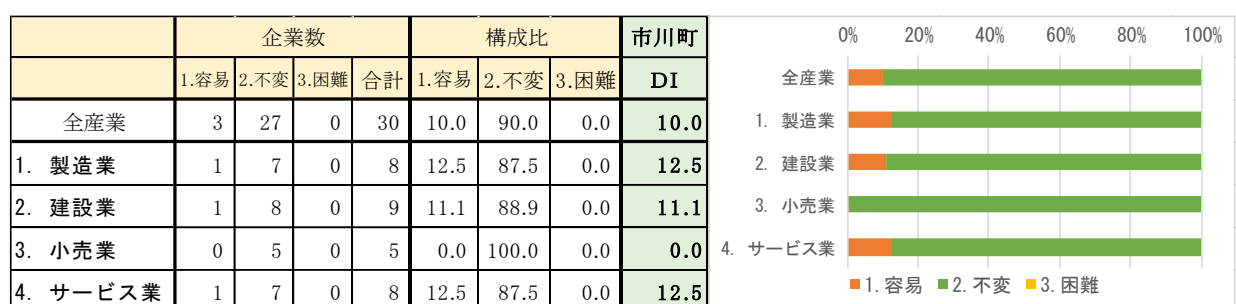 企業数 構成比 市川町
1.容易 2.不変 3.困難 合計 1.容易 2.不変 3.困難 DI
全産業 3 27 0 30 10.0 90.0 0.0 10.0
1. 製造業 1 7 0 8 12.5 87.5 0.0 12.5
2. 建設業 1 8 0 9 11.1 88.9 0.0 11.1
3. 小売業 0 5 0 5 0.0 100.0 0.0 0.0
4. サービス業 1 7 0 8 12.5 87.5 0.0 12.5
0% 20% 40% 60% 80% 100%
全産業
1. 製造業
2. 建設業
3. 小売業
4. サービス業
1. 容易 2. 不変 3. 困難